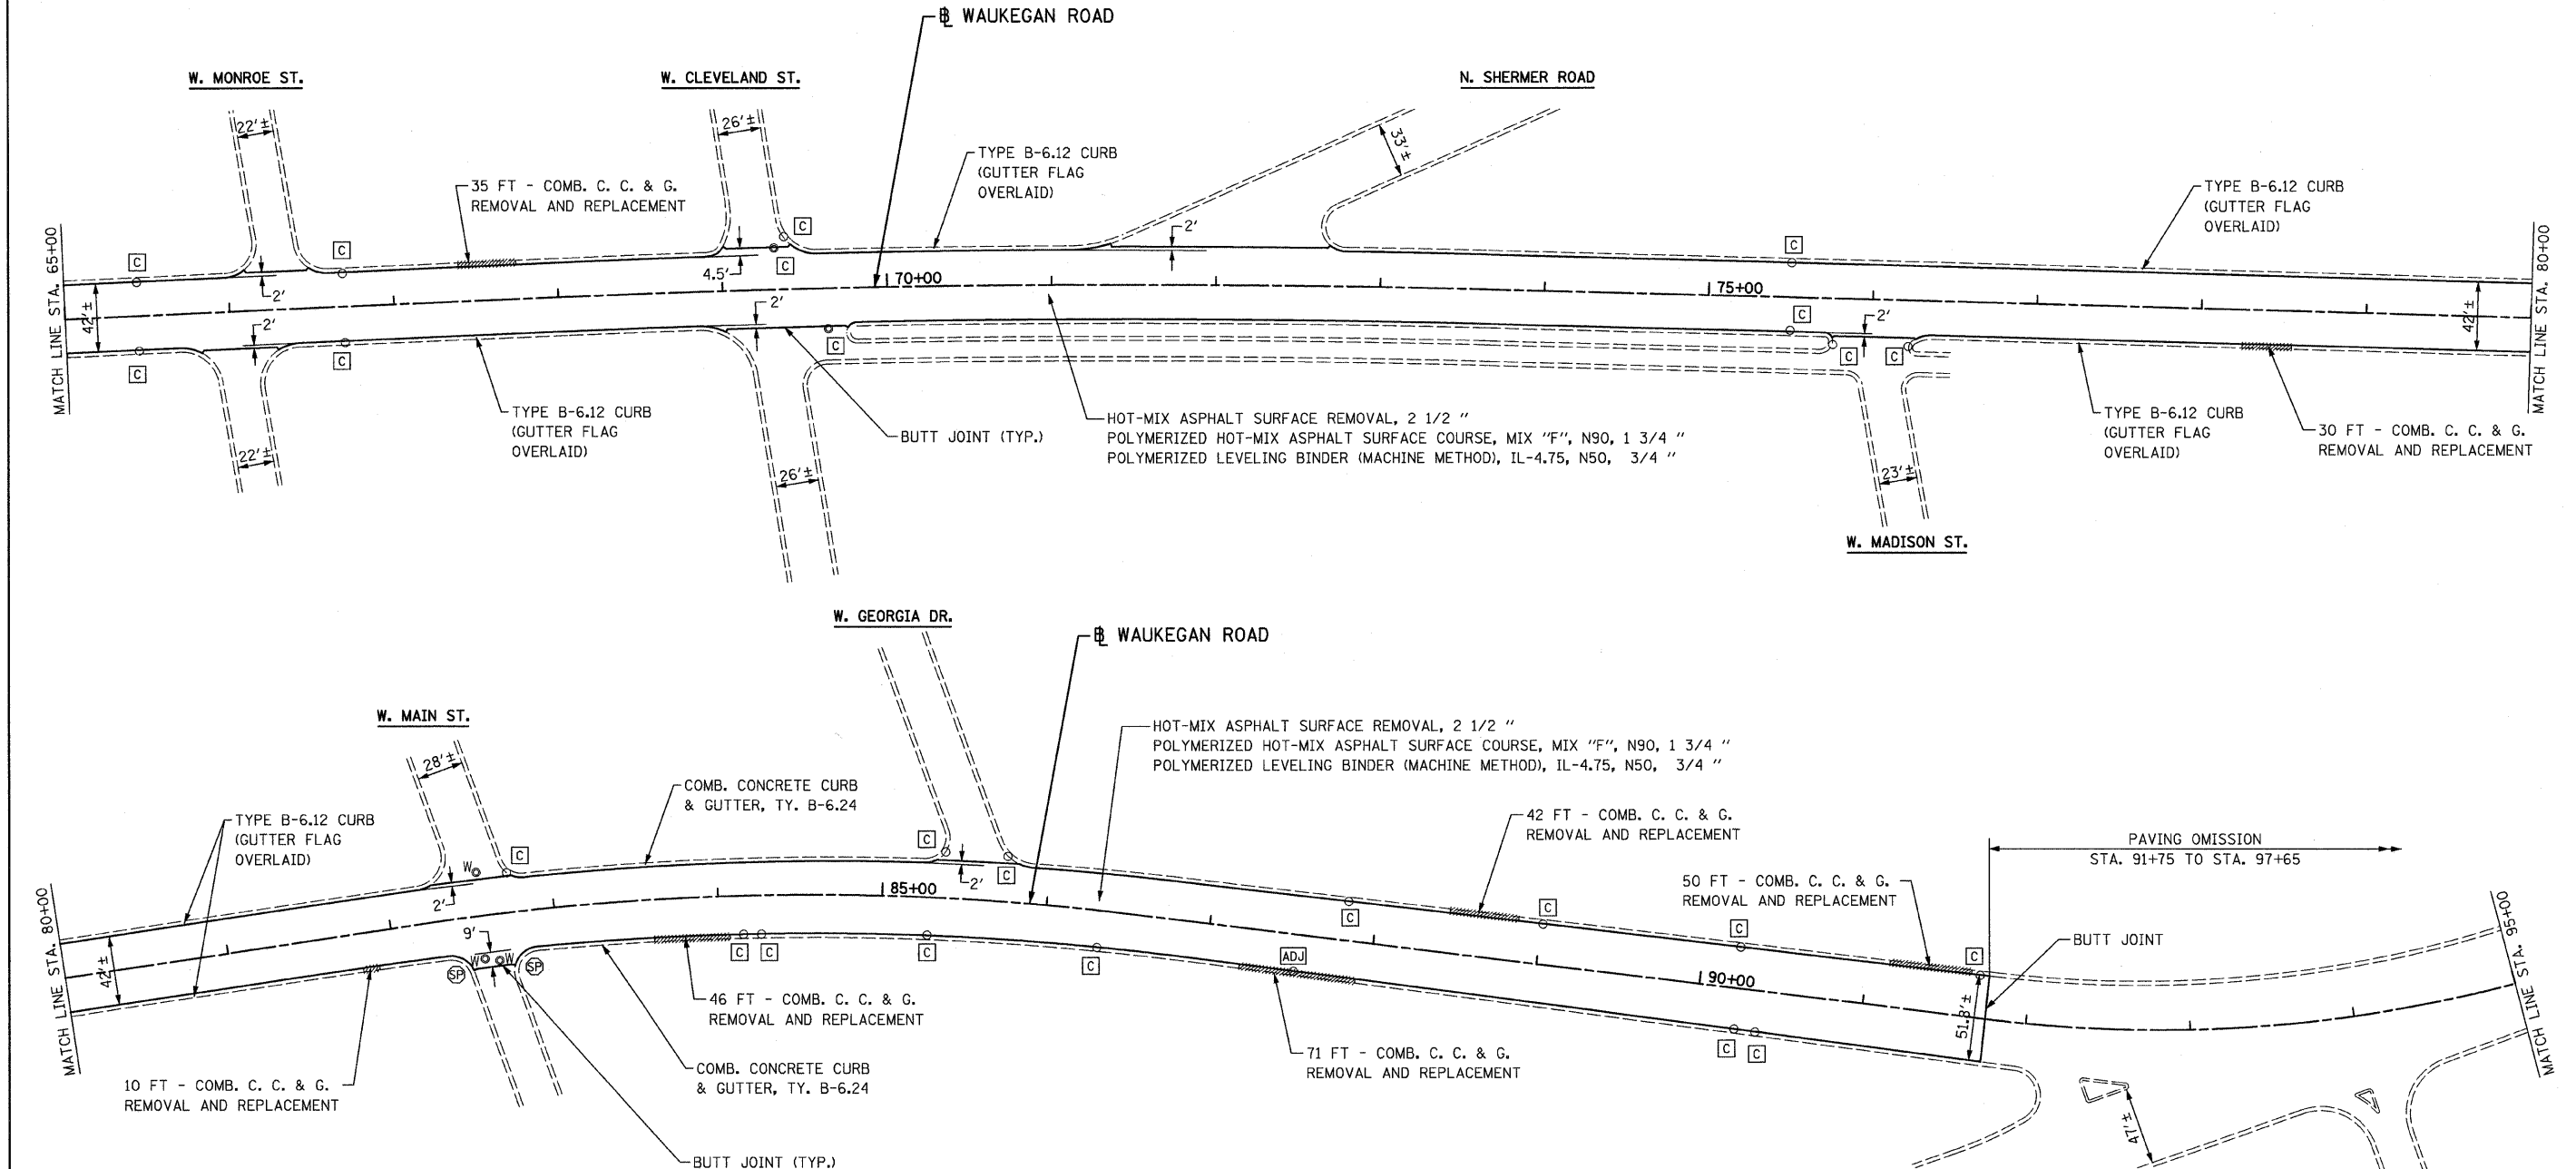 ℄ WAUKEGAN ROAD
W. MONROE ST.
W. CLEVELAND ST.
N. SHERMER ROAD
22'±
26'±
33'±
TYPE B-6.12 CURB
(GUTTER FLAG
OVERLAID)
35 FT - COMB. C. C. & G.
REMOVAL AND REPLACEMENT
TYPE B-6.12 CURB
(GUTTER FLAG
OVERLAID)
MATCH LINE STA. 65+00
C
C
C
C
C
2'
4.5'
2'
70+00
75+00
42'±
42'±
MATCH LINE STA. 80+00
2'
2'
C
2'
C
C
C
C
C
TYPE B-6.12 CURB
(GUTTER FLAG
OVERLAID)
BUTT JOINT (TYP.)
HOT-MIX ASPHALT SURFACE REMOVAL, 2 1/2 "
POLYMERIZED HOT-MIX ASPHALT SURFACE COURSE, MIX "F", N90, 1 3/4 "
POLYMERIZED LEVELING BINDER (MACHINE METHOD), IL-4.75, N50, 3/4 "
TYPE B-6.12 CURB
(GUTTER FLAG
OVERLAID)
30 FT - COMB. C. C. & G.
REMOVAL AND REPLACEMENT
22'±
26'±
23'±
W. MADISON ST.
W. GEORGIA DR.
℄ WAUKEGAN ROAD
W. MAIN ST.
28'±
HOT-MIX ASPHALT SURFACE REMOVAL, 2 1/2 "
POLYMERIZED HOT-MIX ASPHALT SURFACE COURSE, MIX "F", N90, 1 3/4 "
POLYMERIZED LEVELING BINDER (MACHINE METHOD), IL-4.75, N50, 3/4 "
COMB. CONCRETE CURB
& GUTTER, TY. B-6.24
TYPE B-6.12 CURB
(GUTTER FLAG
OVERLAID)
42 FT - COMB. C. C. & G.
REMOVAL AND REPLACEMENT
PAVING OMISSION
STA. 91+75 TO STA. 97+65
50 FT - COMB. C. C. & G.
REMOVAL AND REPLACEMENT
BUTT JOINT
MATCH LINE STA. 80+00
42'±
W
C
2'
C
C
2'
85+00
C
C
C
C
90+00
51.8'±
MATCH LINE STA. 95+00
9'
SP
W
W
SP
C
C
C
C
ADJ
C
C
46 FT - COMB. C. C. & G.
REMOVAL AND REPLACEMENT
71 FT - COMB. C. C. & G.
REMOVAL AND REPLACEMENT
COMB. CONCRETE CURB
& GUTTER, TY. B-6.24
10 FT - COMB. C. C. & G.
REMOVAL AND REPLACEMENT
47'±
BUTT JOINT (TYP.)